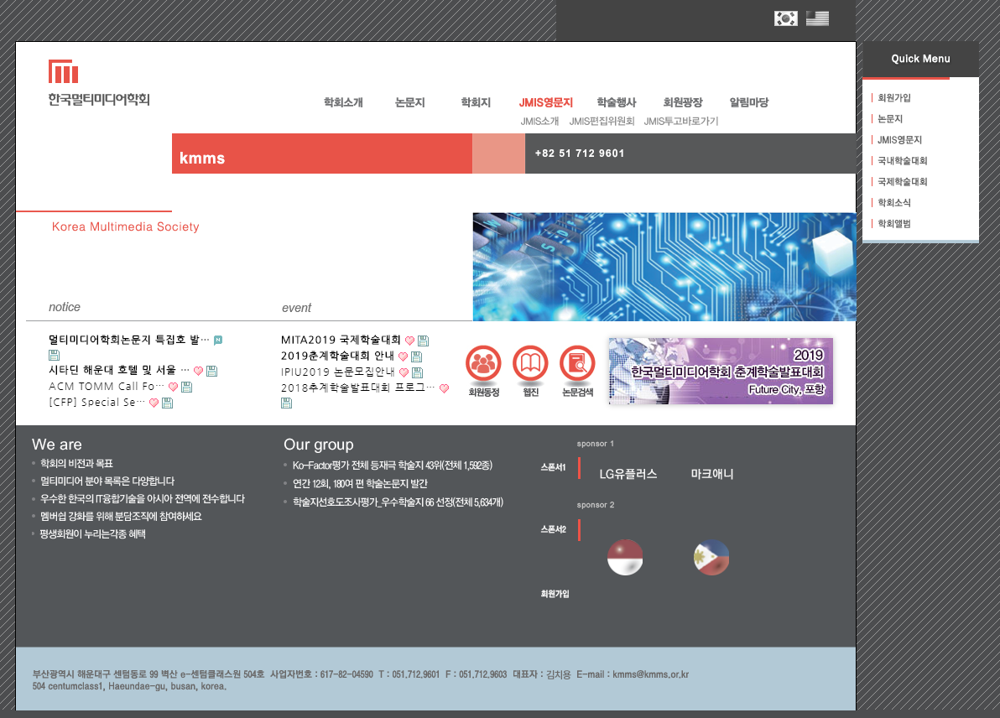 Quick Menu
한국멀티미디어학회
학회소개 논문지 학회지 JMIS영문지 학술행사 회원광장 알림마당
JMIS소개 JMIS편집위원회 JMIS투고바로가기
kmms
+82 51 712 9601
회원가입
논문지
JMIS영문지
국내학술대회
국제학술대회
학회소식
학회앨범
Korea Multimedia Society
notice
멀티미디어학회논문지 특집호 발…
시타딘 해운대 호텔 및 서울 …
ACM TOMM Call Fo…
[CFP] Special Se…
event
MITA2019 국제학술대회
2019춘계학술대회 안내
IPIU2019 논문모집안내
2018추계학술발표대회 프로그…
회원동정 웹진 논문검색
2019
한국멀티미디어학회 춘계학술발표대회
Future City, 포항
We are
학회의 비전과 목표
멀티미디어 분야 목록은 다양합니다
우수한 한국의 IT융합기술을 아시아 전역에 전수합니다
멤버쉽 강화를 위해 분담조직에 참여하세요
평생회원이 누리는각종 혜택
Our group
Ko-Factor평가 전체 등재극 학술지 43위(전체 1,592종)
연간 12회, 180여 편 학술논문지 발간
학술지선호도조사평가_우수학술지 66 선정(전체 5,634개)
sponsor 1
스폰서1
LG유플러스 마크애니
sponsor 2
스폰서2
회원가입
부산광역시 해운대구 센텀동로 99 벽산 e-센텀클래스원 504호 사업자번호 : 617-82-04590 T : 051.712.9601 F : 051.712.9603 대표자 : 김치용 E-mail : kmms@kmms.or.kr
504 centumclass1, Haeundae-gu, busan, korea.